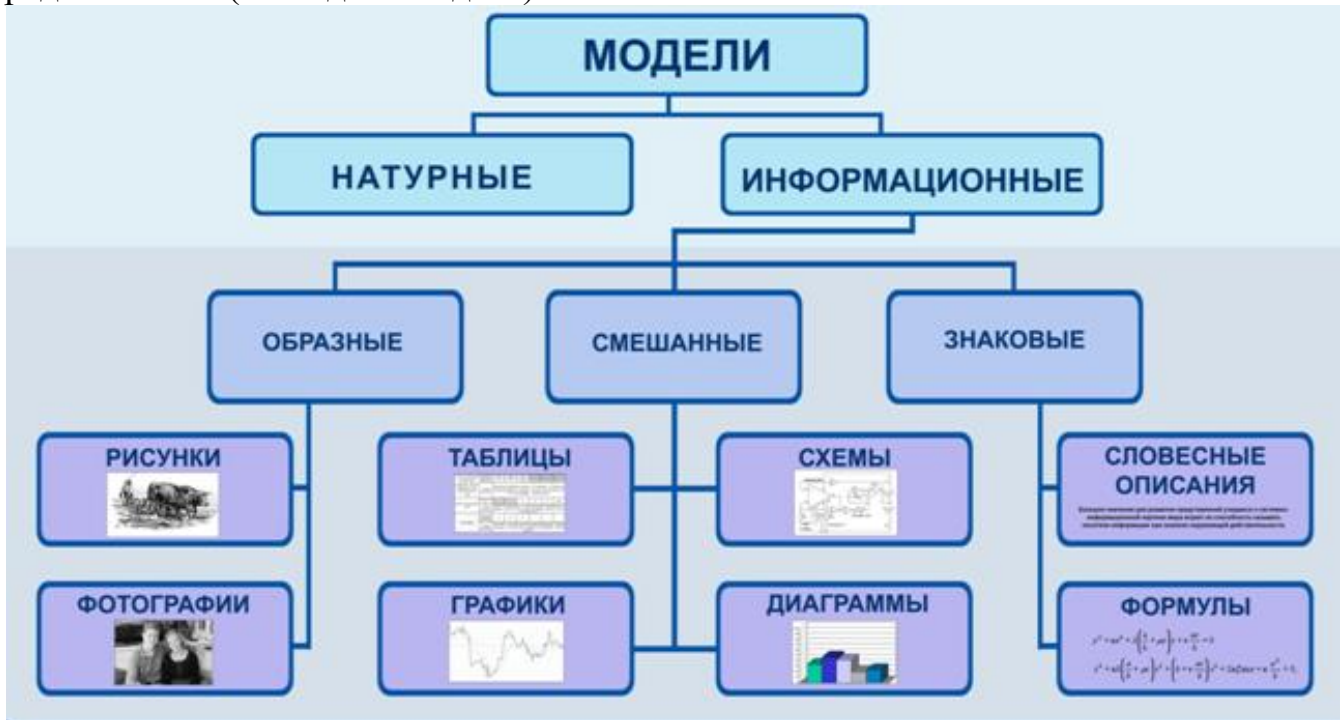 МОДЕЛИ
НАТУРНЫЕ
ИНФОРМАЦИОННЫЕ
ОБРАЗНЫЕ
СМЕШАННЫЕ
ЗНАКОВЫЕ
РИСУНКИ
ТАБЛИЦЫ
СХЕМЫ
СЛОВЕСНЫЕ
ОПИСАНИЯ
ФОТОГРАФИИ
ГРАФИКИ
ДИАГРАММЫ
ФОРМУЛЫ